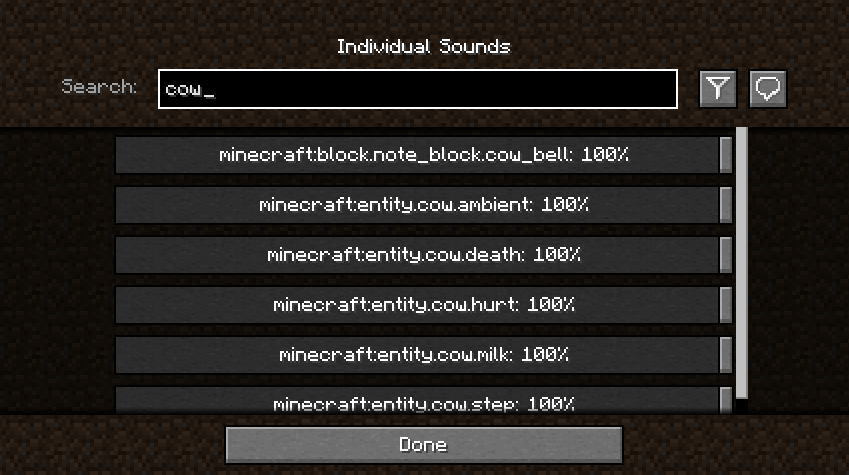 Individual Sounds
Search: cow_
minecraft:block.note_block.cow_bell: 100%
minecraft:entity.cow.ambient: 100%
minecraft:entity.cow.death: 100%
minecraft:entity.cow.hurt: 100%
minecraft:entity.cow.milk: 100%
minecraft:entity.cow.step: 100%
Done